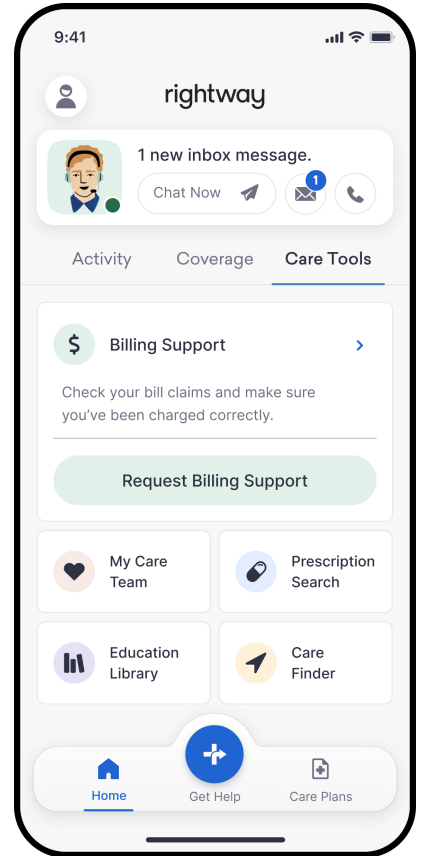 9:41
rightway
1 new inbox message.
Chat Now
1
Activity Coverage Care Tools
$
Billing Support
Check your bill claims and make sure
you've been charged correctly.
Request Billing Support
My Care
Team
Prescription
Search
Education
Library
Care
Finder
Home
Get Help
Care Plans